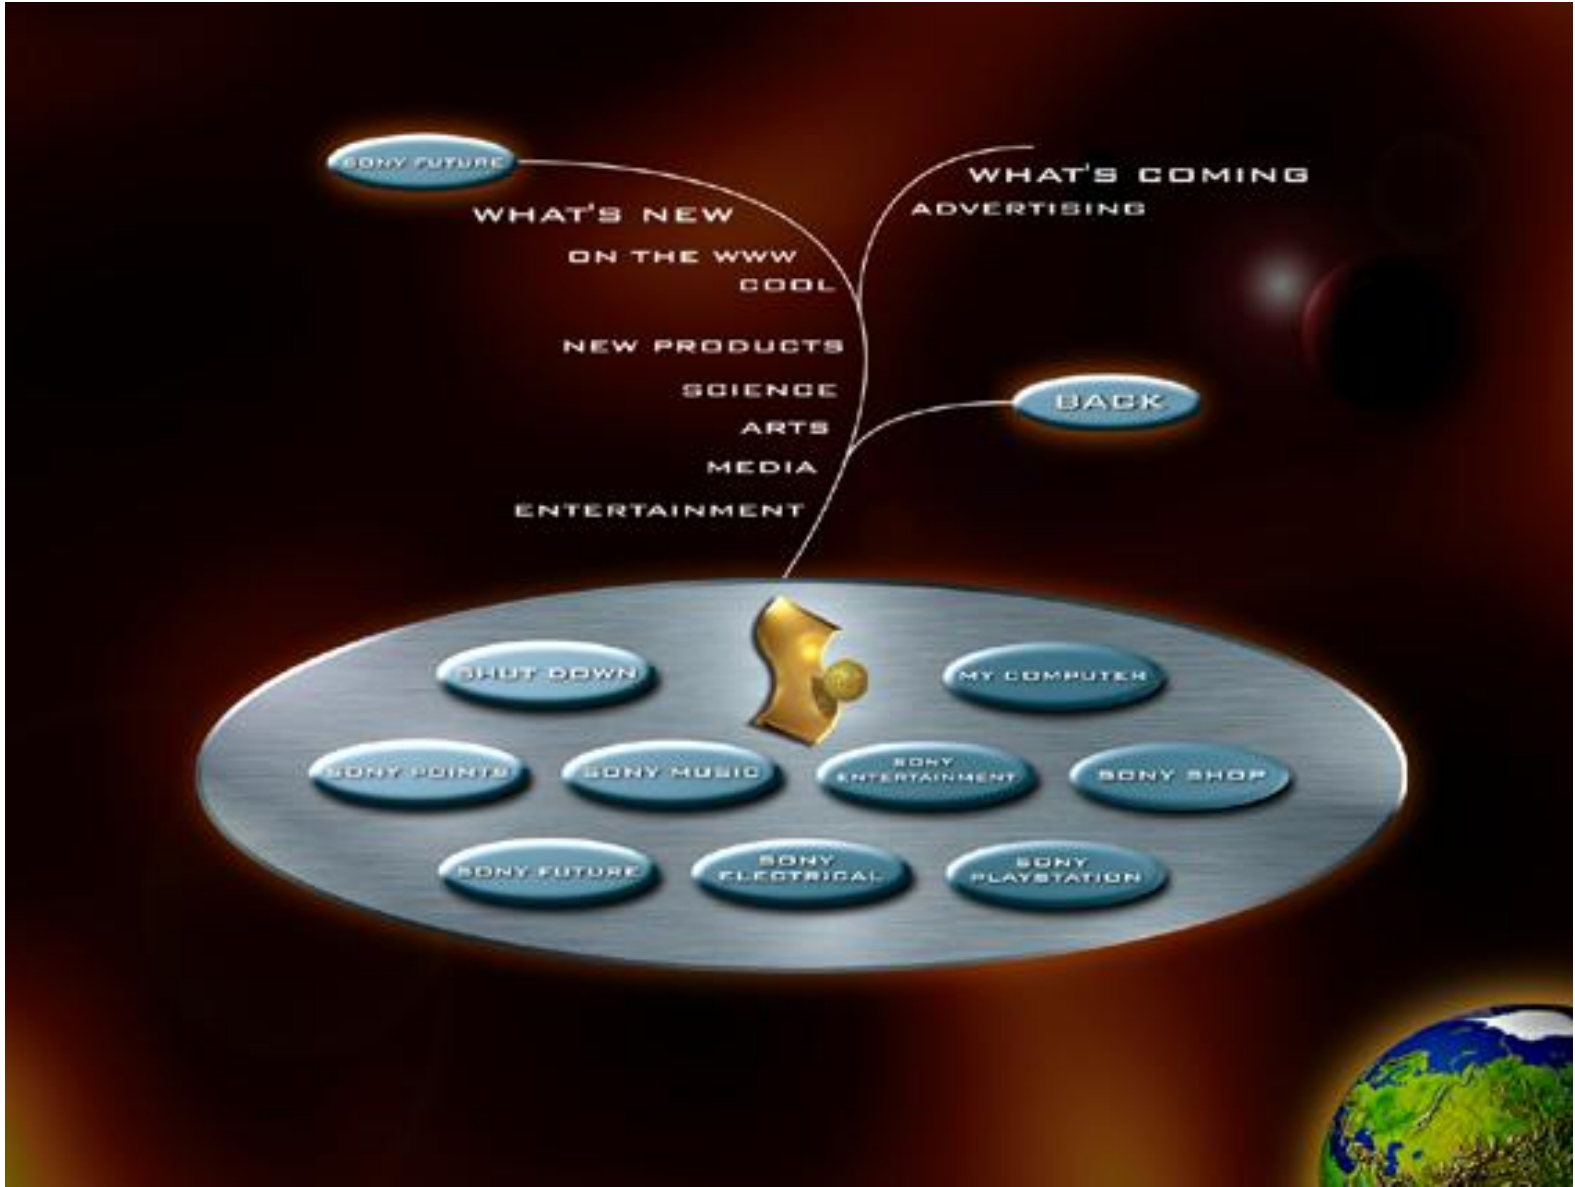 SONY FUTURE
WHAT'S COMING
ADVERTISING
WHAT'S NEW
ON THE WWW
COOL
NEW PRODUCTS
SCIENCE
BACK
ARTS
MEDIA
ENTERTAINMENT
SHUT DOWN
MY COMPUTER
SONY POINTS
SONY MUSIC
SONY
ENTERTAINMENT
SONY SHOP
SONY FUTURE
SONY
ELECTRICAL
SONY
PLAYSTATION